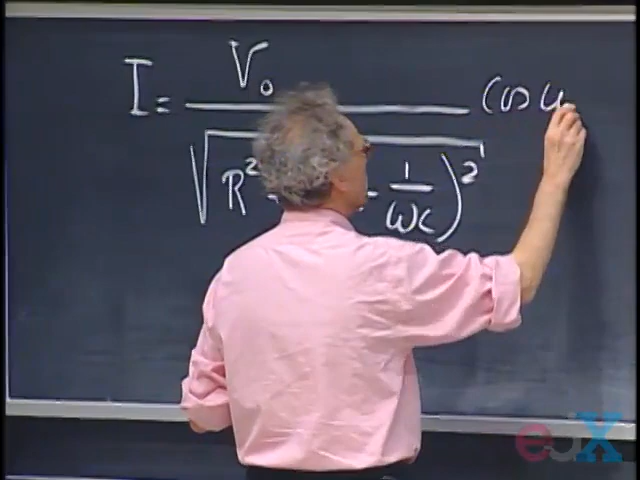 I = V₀ cos
√ R² - 1 )²
ωC
edX